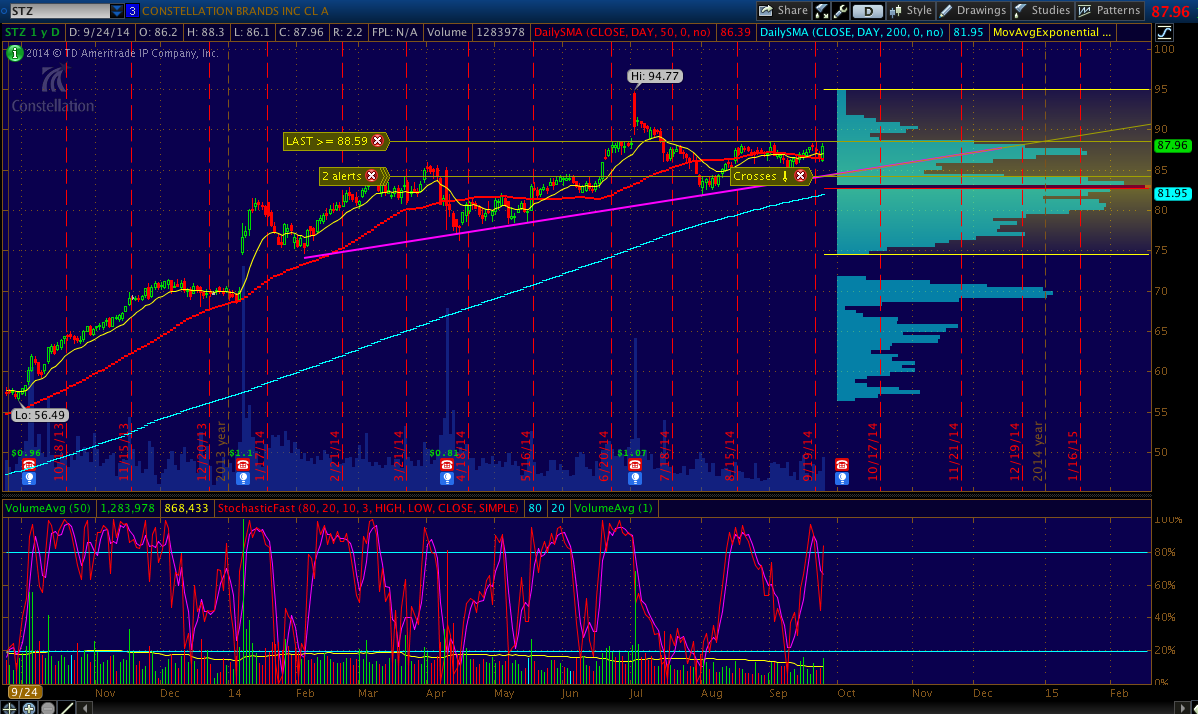 STZ 3 CONSTELLATION BRANDS INC CL A Share D Style Drawings Studies Patterns 87.96
STZ 1 y D D: 9/24/14 O: 86.2 H: 88.3 L: 86.1 C: 87.96 R: 2.2 FPL: N/A Volume 1283978 DailySMA (CLOSE, DAY, 50, 0, no) 86.39 DailySMA (CLOSE, DAY, 200, 0, no) 81.95 MovAvgExponential ...
i 2014 © TD Ameritrade IP Company, Inc.
Constellation
Hi: 94.77
LAST >= 88.59
2 alerts
Crosses
Lo: 56.49
100
95
90
87.96
85
81.95
80
75
70
65
60
55
50
$0.96 $1.1 $0.81 $1.07
10/18/13 11/15/13 12/20/13 2013 year 1/17/14 2/21/14 3/21/14 4/16/14 5/16/14 6/20/14 7/18/14 8/15/14 9/19/14 10/17/14 11/21/14 12/19/14 2014 year 1/16/15
VolumeAvg (50) 1,283,978 868,433 StochasticFast (80, 20, 10, 3, HIGH, LOW, CLOSE, SIMPLE) 80 20 VolumeAvg (1)
100%
80%
60%
40%
20%
0%
9/24 Nov Dec 14 Feb Mar Apr May Jun Jul Aug Sep Oct Nov Dec 15 Feb